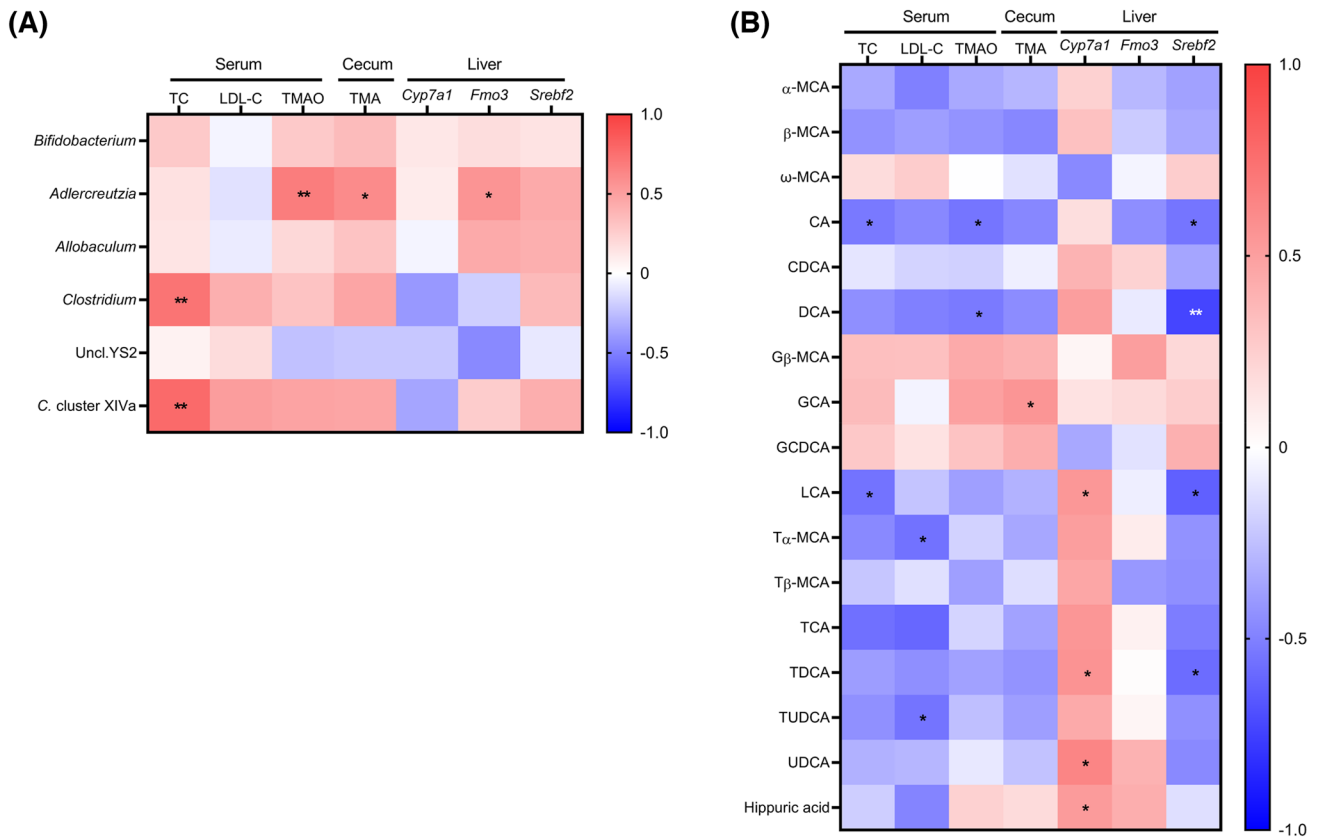 (A)
Serum Cecum Liver
TC LDL-C TMAO TMA Cyp7a1 Fmo3 Srebf2
Bifidobacterium
Adlercreutzia ** * *
Allobaculum
Clostridium **
Uncl.YS2
C. cluster XIVa **
1.0
0.5
0
-0.5
-1.0
(B)
Serum Cecum Liver
TC LDL-C TMAO TMA Cyp7a1 Fmo3 Srebf2
α-MCA
β-MCA
ω-MCA
CA * * *
CDCA
DCA * **
Gβ-MCA
GCA *
GCDCA
LCA * * *
Tα-MCA *
Tβ-MCA
TCA
TDCA * *
TUDCA *
UDCA *
Hippuric acid *
1.0
0.5
0
-0.5
-1.0